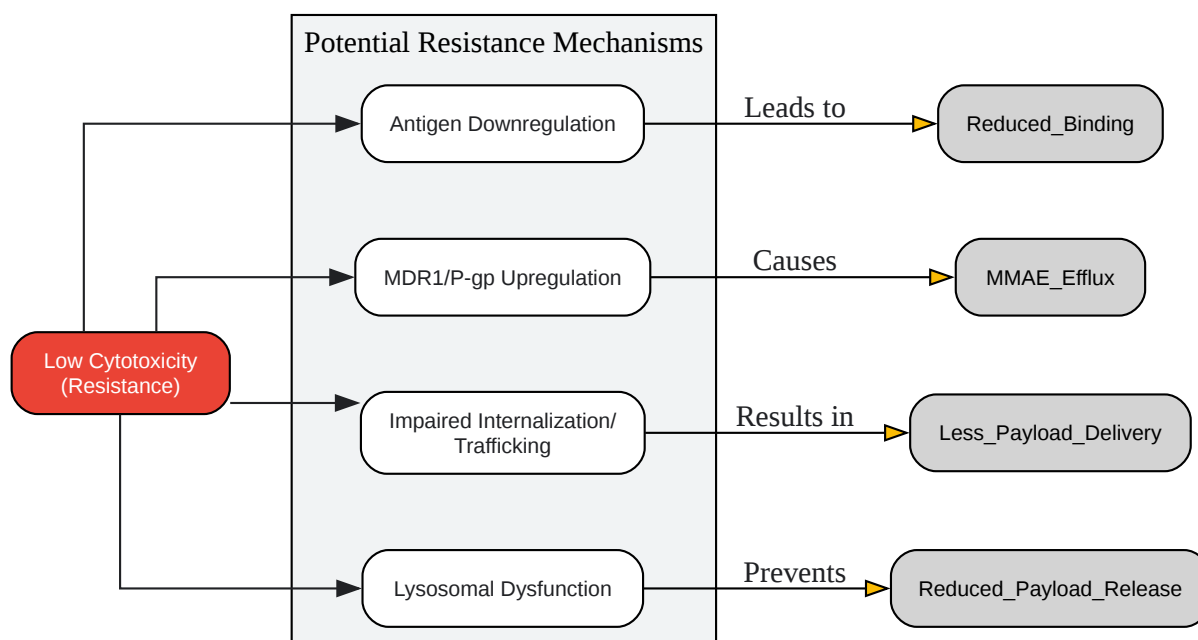 Potential Resistance Mechanisms
Antigen Downregulation
Leads to
Reduced_Binding
MDR1/P-gp Upregulation
Causes
MMAE_Efflux
Low Cytotoxicity
(Resistance)
Impaired Internalization/
Trafficking
Results in
Less_Payload_Delivery
Lysosomal Dysfunction
Prevents
Reduced_Payload_Release